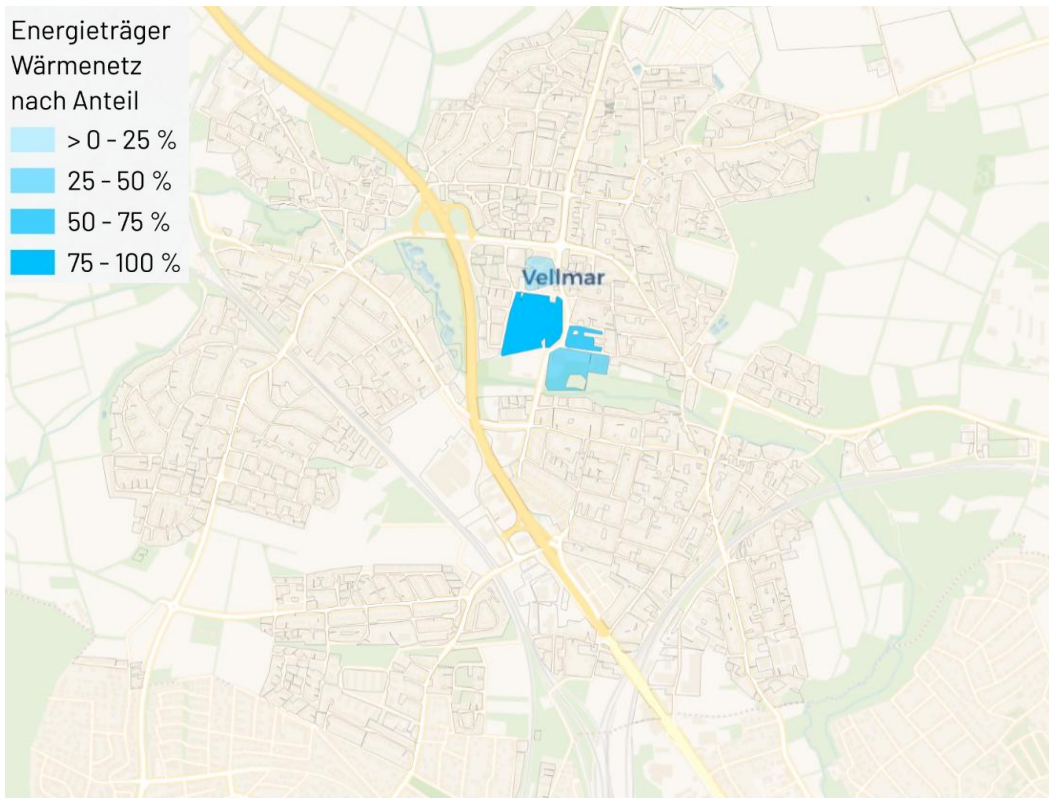 Energieträger
Wärmenetz
nach Anteil
> 0 - 25 %
25 - 50 %
50 - 75 %
75 - 100 %
Vellmar